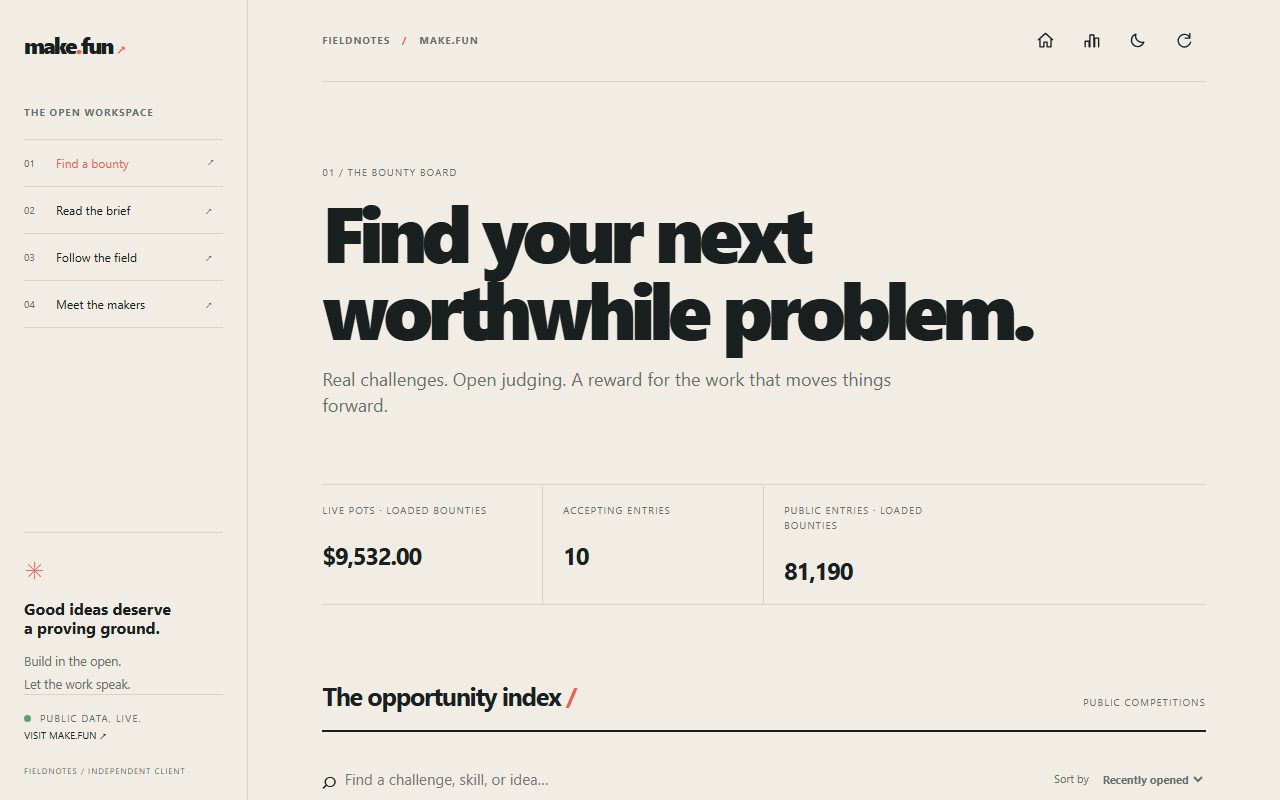 make.fun ↗
THE OPEN WORKSPACE
01 Find a bounty ↗
02 Read the brief ↗
03 Follow the field ↗
04 Meet the makers ↗
Good ideas deserve
a proving ground.
Build in the open.
Let the work speak.
PUBLIC DATA, LIVE.
VISIT MAKE.FUN ↗
FIELDNOTES / INDEPENDENT CLIENT
FIELDNOTES / MAKE.FUN
01 / THE BOUNTY BOARD
Find your next
worthwhile problem.
Real challenges. Open judging. A reward for the work that moves things
forward.
LIVE POTS · LOADED BOUNTIES
$9,532.00
ACCEPTING ENTRIES
10
PUBLIC ENTRIES · LOADED
BOUNTIES
81,190
The opportunity index /
PUBLIC COMPETITIONS
Find a challenge, skill, or idea...
Sort by Recently opened